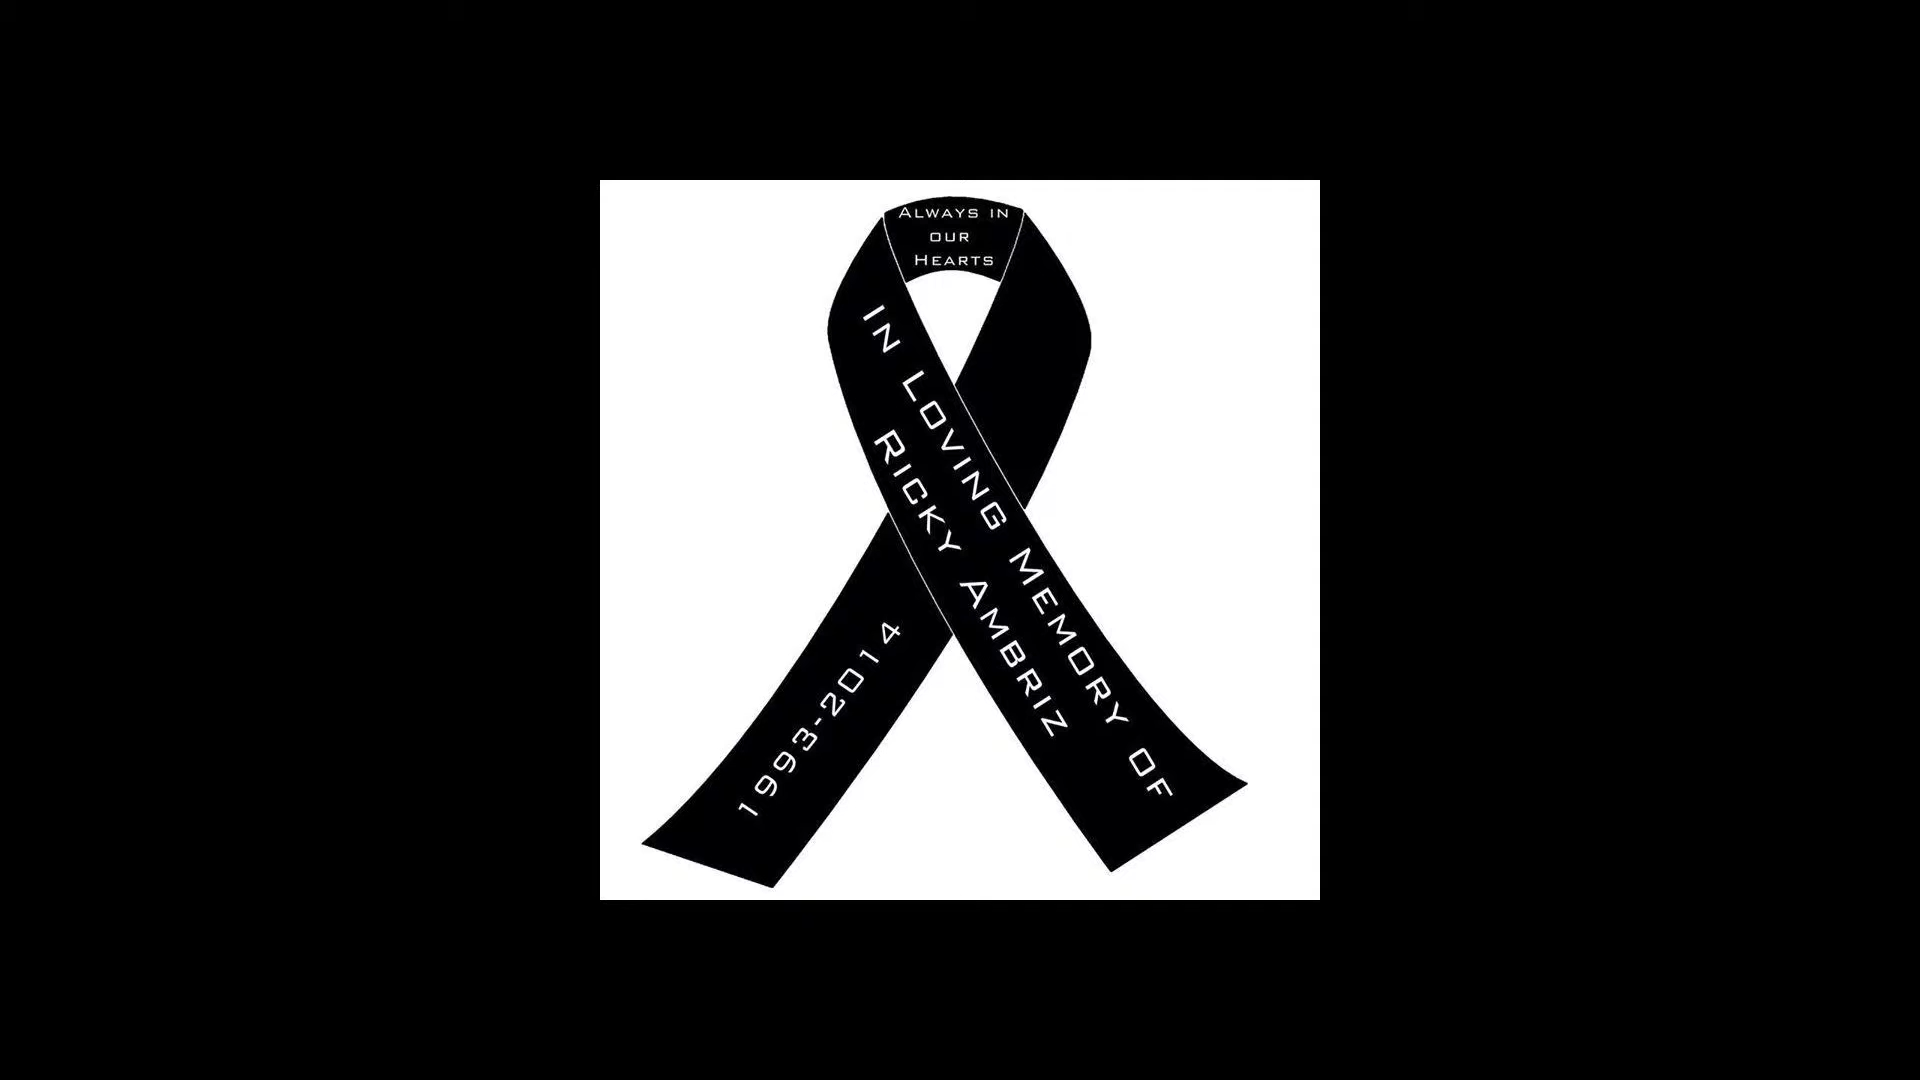 Always in
our
Hearts
In Loving Memory of
Ricky Ambriz
1993-2014